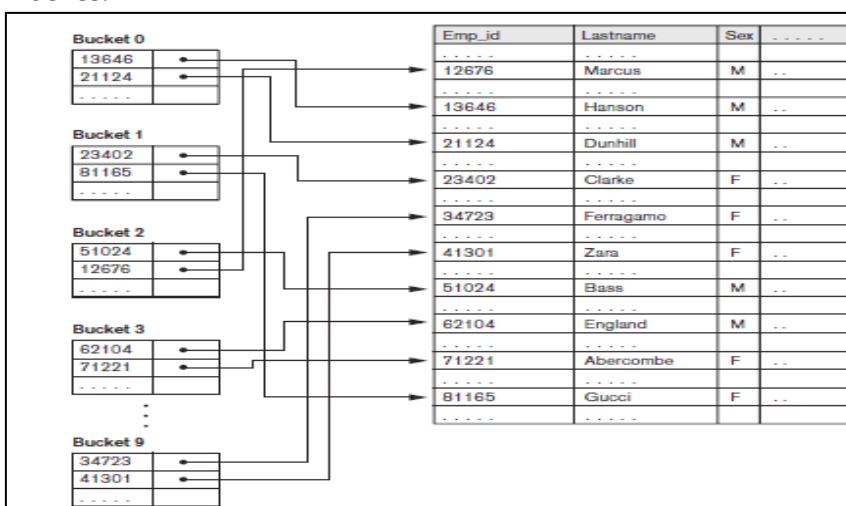 Bucket 0
13646
21124
. . . . .
Bucket 1
23402
81165
. . . . .
Bucket 2
51024
12676
. . . . .
Bucket 3
62104
71221
. . . . .
Bucket 9
34723
41301
. . . . .
Emp_id Lastname Sex . . . . .
. . . . . . . . . .
12676 Marcus M . .
. . . . . . . . . .
13646 Hanson M . .
. . . . . . . . . .
21124 Dunhill M . .
. . . . . . . . . .
23402 Clarke F . .
. . . . . . . . . .
34723 Ferragamo F . .
. . . . . . . . . .
41301 Zara F . .
. . . . . . . . . .
51024 Bass M . .
. . . . . . . . . .
62104 England M . .
. . . . . . . . . .
71221 Abercombe F . .
. . . . . . . . . .
81165 Gucci F . .
. . . . . . . . . .